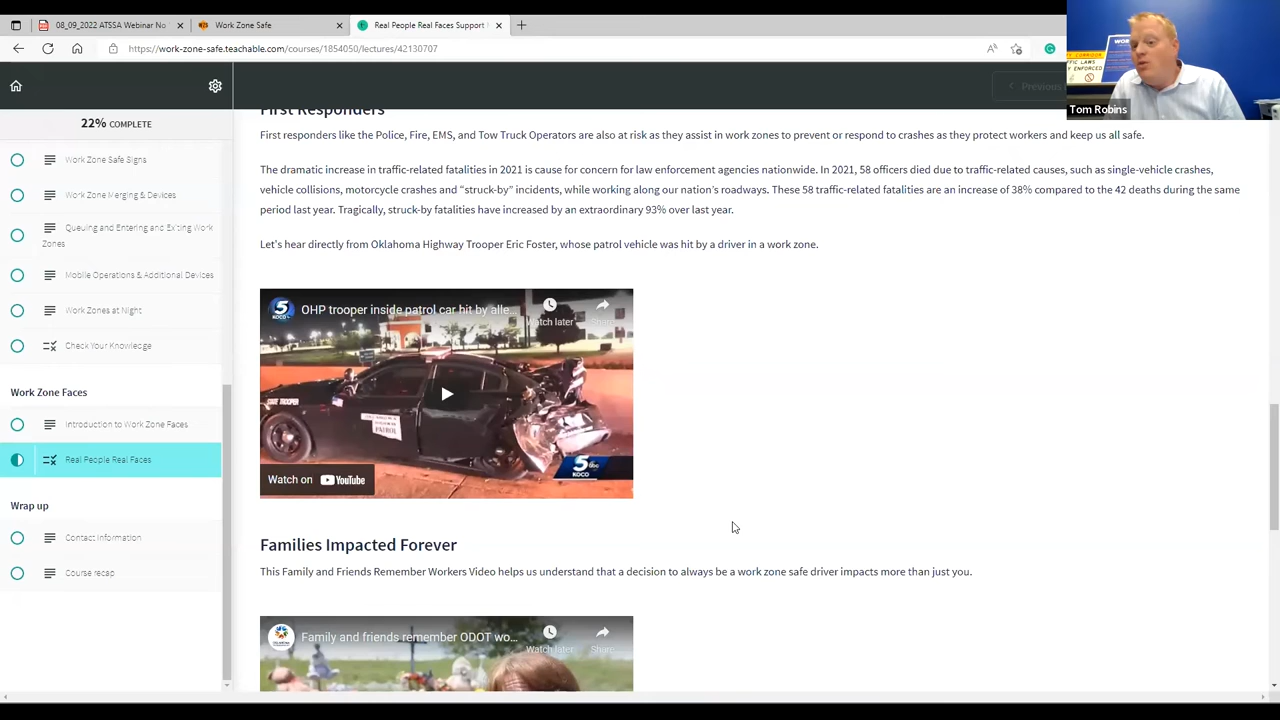 08_09_2022 ATSSA Webinar No
Work Zone Safe
Real People Real Faces Support
https://work-zone-safe.teachable.com/courses/1854050/lectures/42130707
22% COMPLETE
Previous
Tom Robins
Work Zone Safe Signs
Work Zone Merging & Devices
Queuing and Entering and Exiting Work
Zones
Mobile Operations & Additional Devices
Work Zones at Night
Check Your Knowledge
Work Zone Faces
Introduction to Work Zone Faces
Real People Real Faces
Wrap up
Contact Information
Course recap
First Responders
First responders like the Police, Fire, EMS, and Tow Truck Operators are also at risk as they assist in work zones to prevent or respond to crashes as they protect workers and keep us all safe.
The dramatic increase in traffic-related fatalities in 2021 is cause for concern for law enforcement agencies nationwide. In 2021, 58 officers died due to traffic-related causes, such as single-vehicle crashes,
vehicle collisions, motorcycle crashes and “struck-by” incidents, while working along our nation’s roadways. These 58 traffic-related fatalities are an increase of 38% compared to the 42 deaths during the same
period last year. Tragically, struck-by fatalities have increased by an extraordinary 93% over last year.
Let's hear directly from Oklahoma Highway Trooper Eric Foster, whose patrol vehicle was hit by a driver in a work zone.
5 KOCO
OHP trooper inside patrol car hit by alle...
Watch later
Share
PATROL
5 abc
KOCO
Watch on YouTube
Families Impacted Forever
This Family and Friends Remember Workers Video helps us understand that a decision to always be a work zone safe driver impacts more than just you.
Family and friends remember ODOT wo...
Watch later
Share